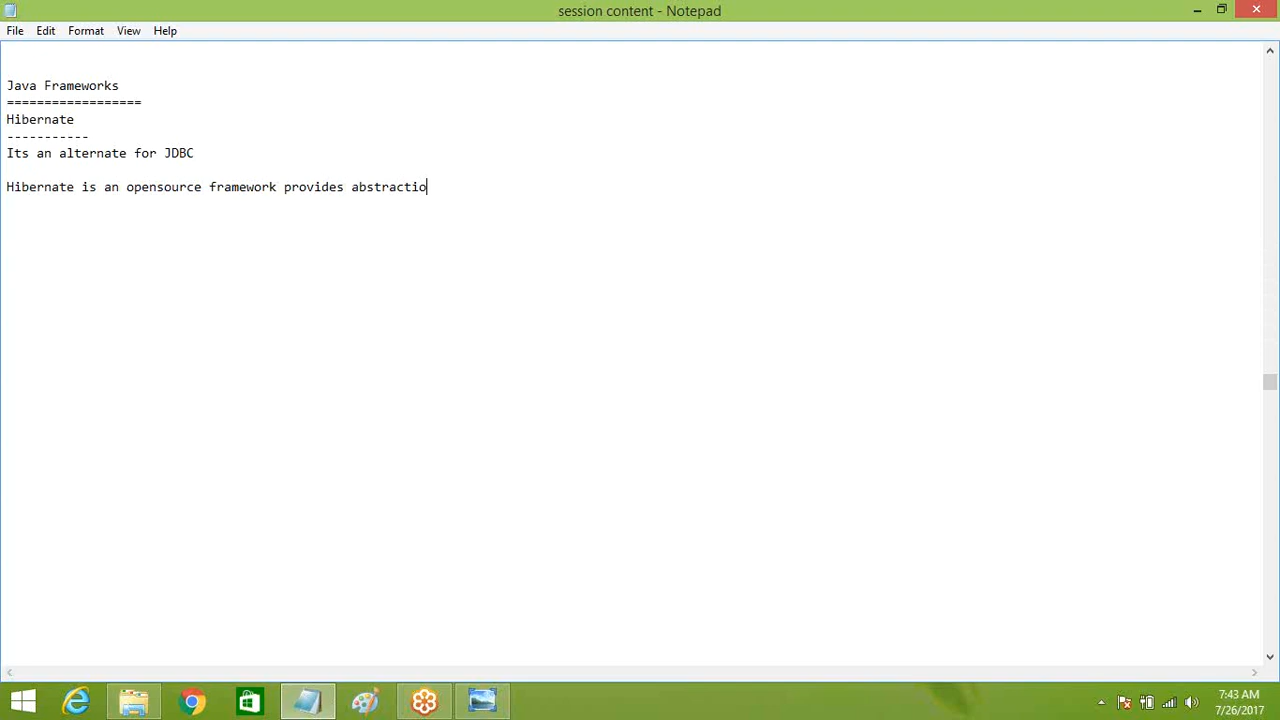 session content - Notepad
File Edit Format View Help
Java Frameworks
==================
Hibernate
-----------
Its an alternate for JDBC
Hibernate is an opensource framework provides abstractio
7:43 AM
7/26/2017